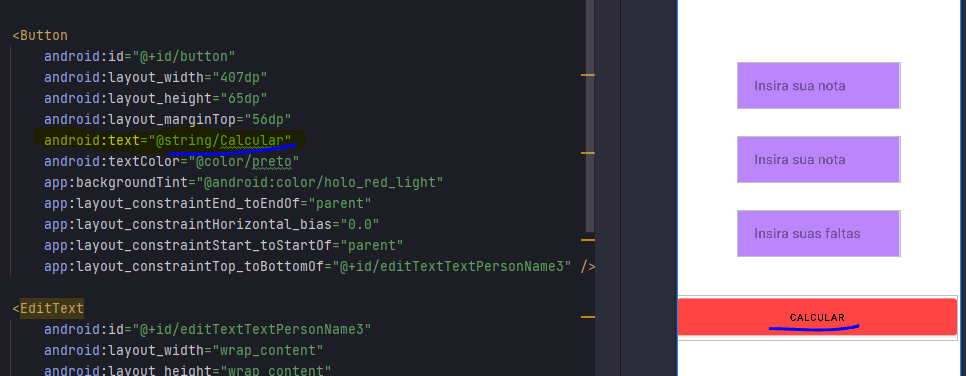 <Button
android:id="@+id/button"
android:layout_width="407dp"
android:layout_height="65dp"
android:layout_marginTop="56dp"
android:text="@string/Calcular"
android:textColor="@color/preto"
app:backgroundTint="@android:color/holo_red_light"
app:layout_constraintEnd_toEndOf="parent"
app:layout_constraintHorizontal_bias="0.0"
app:layout_constraintStart_toStartOf="parent"
app:layout_constraintTop_toBottomOf="@+id/editTextTextPersonName3" />
<EditText
android:id="@+id/editTextTextPersonName3"
android:layout_width="wrap_content"
android:layout_height="wrap_content"
Insira sua nota
Insira sua nota
Insira suas faltas
CALCULAR